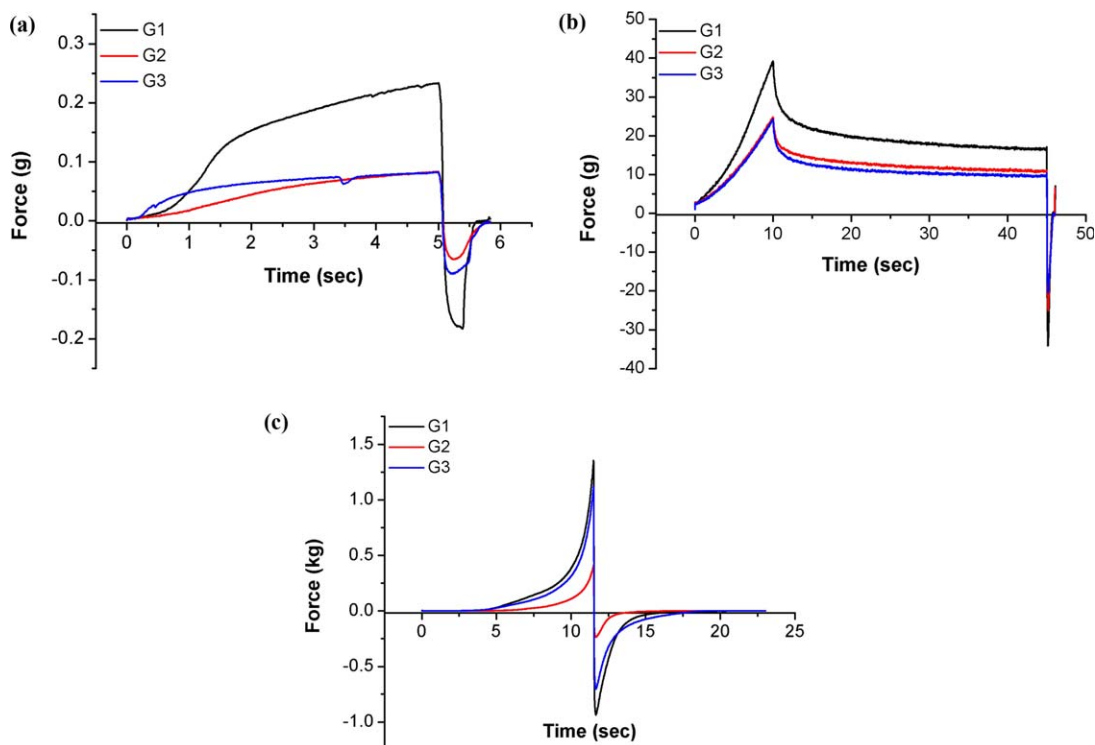 (a)
G1
G2
G3
0.3
0.2
0.1
0.0
-0.1
-0.2
0 1 2 3 4 5 6
Force (g)
Time (sec)
(b)
G1
G2
G3
50
40
30
20
10
0
-10
-20
-30
-40
0 10 20 30 40 50
Force (g)
Time (sec)
(c)
G1
G2
G3
1.5
1.0
0.5
0.0
-0.5
-1.0
0 5 10 15 20 25
Force (kg)
Time (sec)